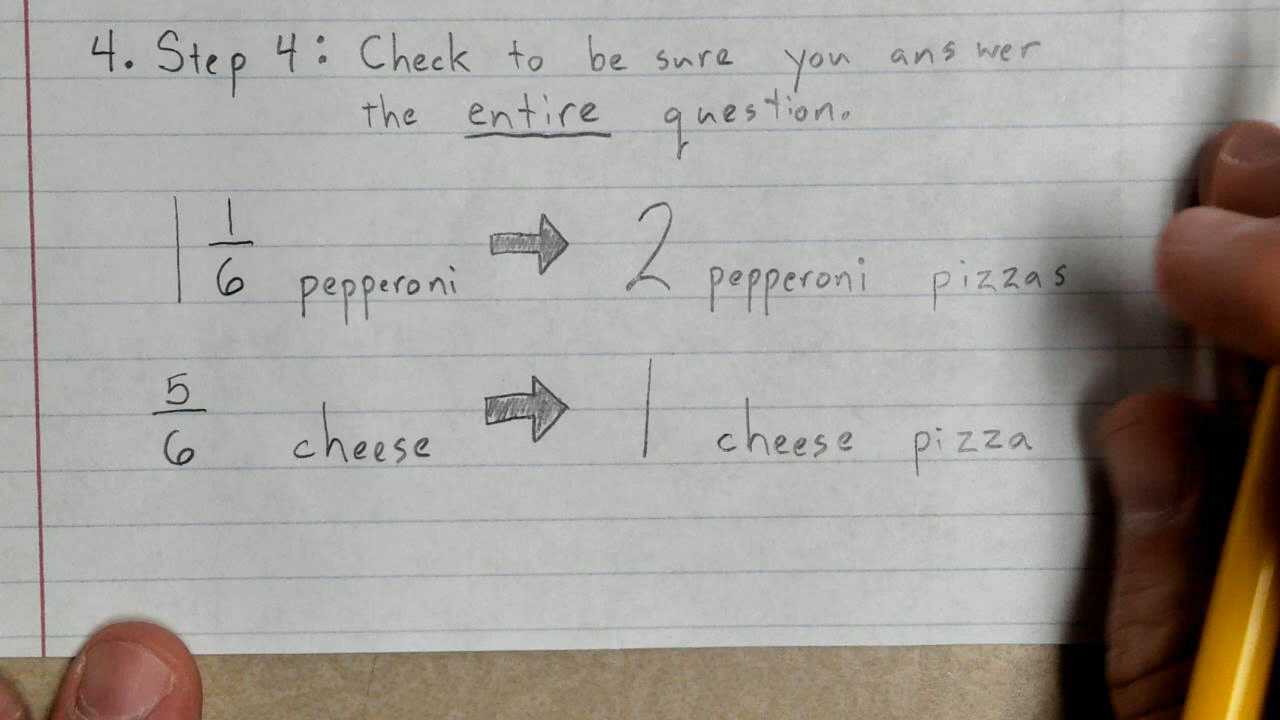 4. Step 4: Check to be sure you answer
the entire question.
1 1/6 pepperoni → 2 pepperoni pizzas
5/6 cheese → 1 cheese pizza